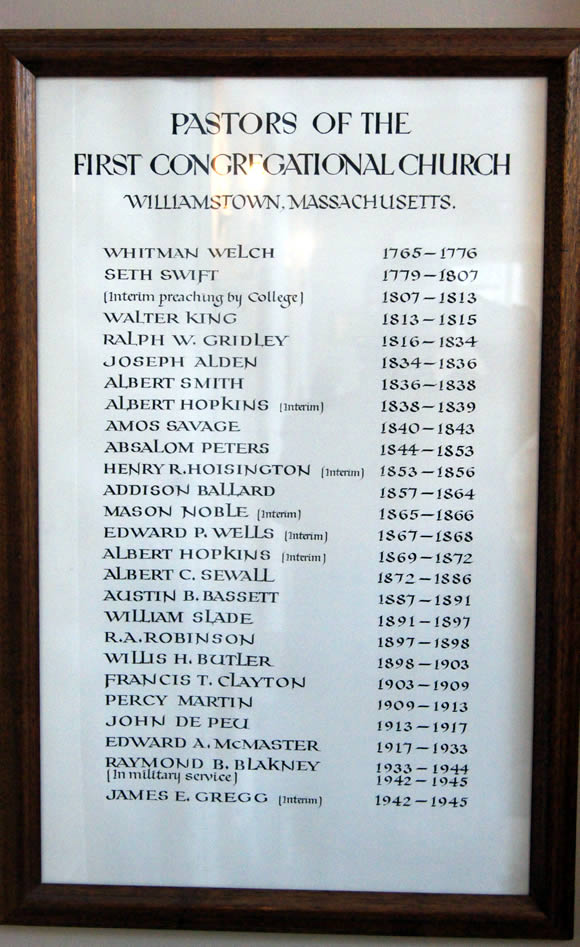 PASTORS OF THE
FIRST CONGREGATIONAL CHURCH
WILLIAMSTOWN, MASSACHUSETTS.
WHITMAN WELCH 1765-1776
SETH SWIFT 1779-1807
[Interim preaching by College] 1807-1813
WALTER KING 1813-1815
RALPH W. GRIDLEY 1816-1834
JOSEPH ALDEN 1834-1836
ALBERT SMITH 1836-1838
ALBERT HOPKINS [Interim] 1838-1839
AMOS SAVAGE 1840-1843
ABSALOM PETERS 1844-1853
HENRY R. HOISINGTON [Interim] 1853-1856
ADDISON BALLARD 1857-1864
MASON NOBLE [Interim] 1865-1866
EDWARD P. WELLS [Interim] 1867-1868
ALBERT HOPKINS [Interim] 1869-1872
ALBERT C. SEWALL 1872-1886
AUSTIN B. BASSETT 1887-1891
WILLIAM SLADE 1891-1897
R.A. ROBINSON 1897-1898
WILLIS H. BUTLER 1898-1903
FRANCIS T. CLAYTON 1903-1909
PERCY MARTIN 1909-1913
JOHN DE PEU 1913-1917
EDWARD A. McMASTER 1917-1933
RAYMOND B. BLAKNEY 1933-1944
[In military service] 1942-1945
JAMES E. GREGG [Interim] 1942-1945